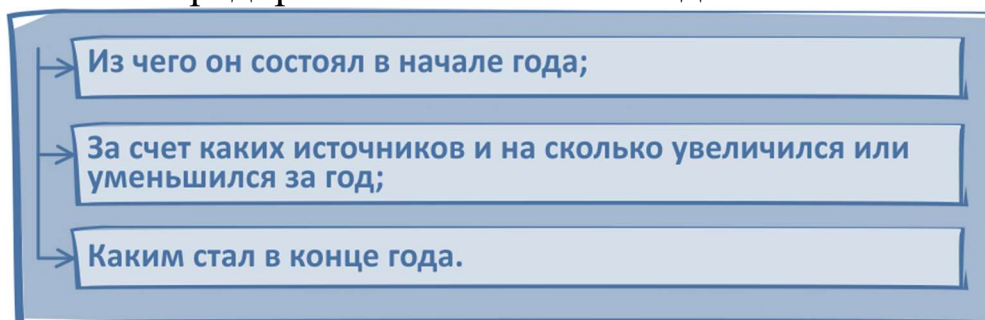 Из чего он состоял в начале года;
За счет каких источников и на сколько увеличился или
уменьшился за год;
Каким стал в конце года.